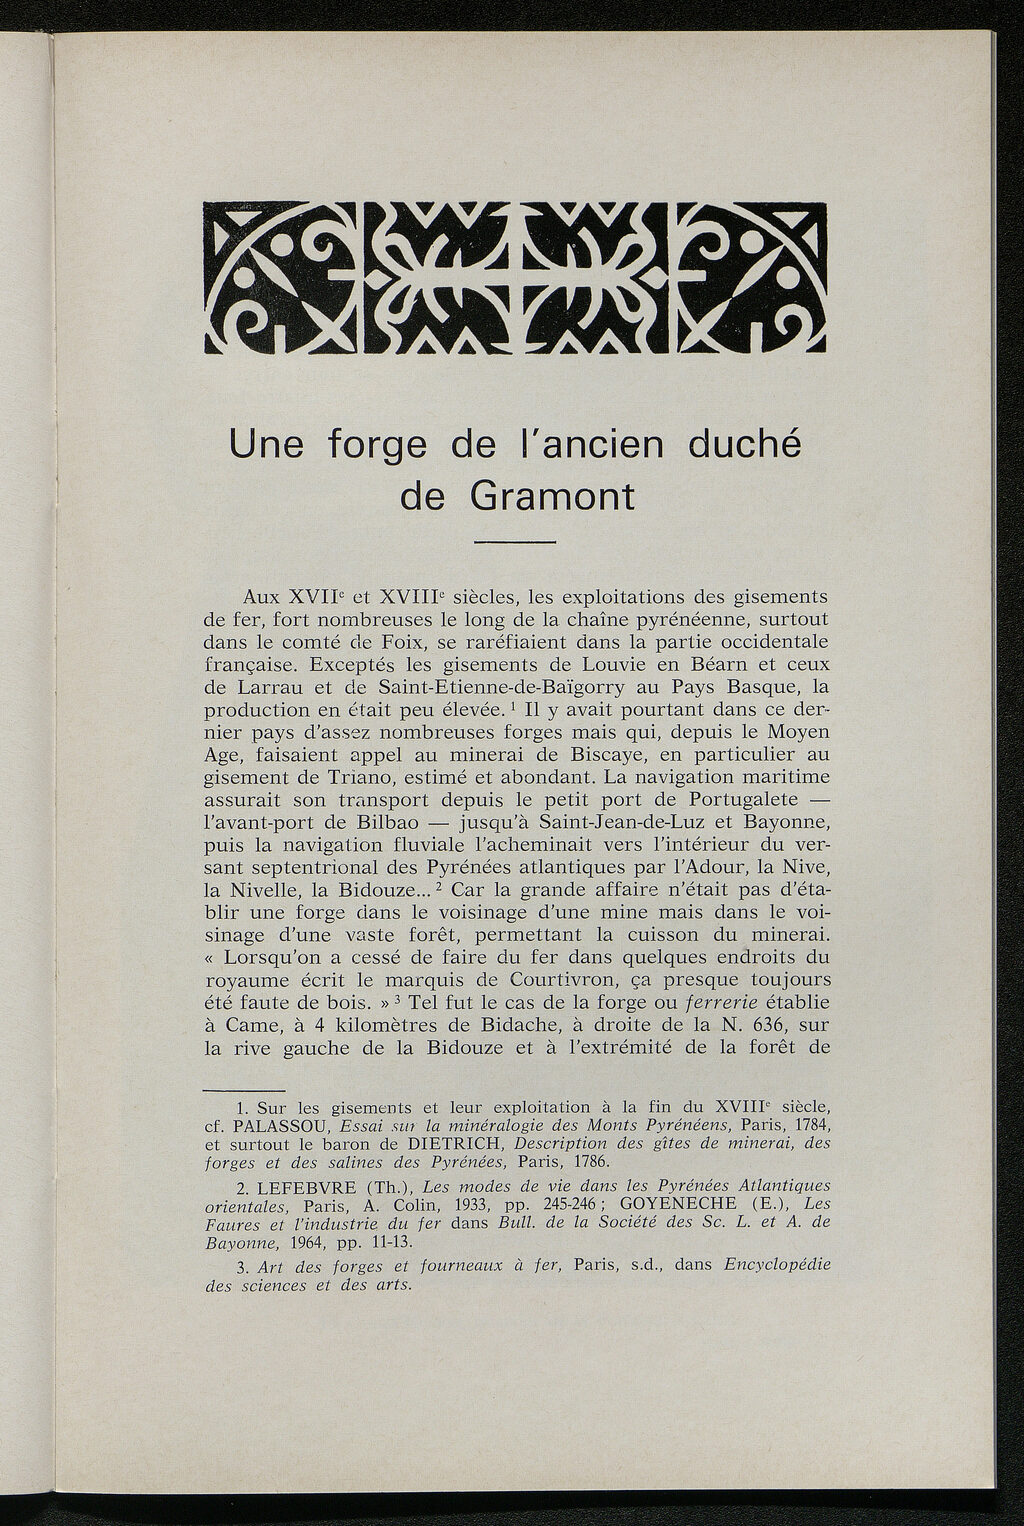 Une forge de l'ancien duché
de Gramont
Aux XVIIe et XVIIIe siècles, les exploitations des gisements
de fer, fort nombreuses le long de la chaîne pyrénéenne, surtout
dans le comté de Foix, se raréfiaient dans la partie occidentale
française. Exceptés les gisements de Louvie en Béarn et ceux
de Larrau et de Saint-Etienne-de-Baïgorry au Pays Basque, la
production en était peu élevée. 1 Il y avait pourtant dans ce der-
nier pays d'assez nombreuses forges mais qui, depuis le Moyen
Age, faisaient appel au minerai de Biscaye, en particulier au
gisement de Triano, estimé et abondant. La navigation maritime
assurait son transport depuis le petit port de Portugalete —
l'avant-port de Bilbao — jusqu'à Saint-Jean-de-Luz et Bayonne,
puis la navigation fluviale l'acheminait vers l'intérieur du ver-
sant septentrional des Pyrénées atlantiques par l'Adour, la Nive,
la Nivelle, la Bidouze... 2 Car la grande affaire n'était pas d'éta-
blir une forge dans le voisinage d'une mine mais dans le voi-
sinage d'une vaste forêt, permettant la cuisson du minerai.
« Lorsqu'on a cessé de faire du fer dans quelques endroits du
royaume écrit le marquis de Courtivron, ça presque toujours
été faute de bois. » 3 Tel fut le cas de la forge ou ferrerie établie
à Came, à 4 kilomètres de Bidache, à droite de la N. 636, sur
la rive gauche de la Bidouze et à l'extrémité de la forêt de
1. Sur les gisements et leur exploitation à la fin du XVIIIe siècle,
cf. PALASSOU, Essai sur la minéralogie des Monts Pyrénéens, Paris, 1784,
et surtout le baron de DIETRICH, Description des gîtes de minerai, des
forges et des salines des Pyrénées, Paris, 1786.
2. LEFEBVRE (Th.), Les modes de vie dans les Pyrénées Atlantiques
orientales, Paris, A. Colin, 1933, pp. 245-246 ; GOYENECHE (E.), Les
Faures et l'industrie du fer dans Bull. de la Société des Sc. L. et A. de
Bayonne, 1964, pp. 11-13.
3. Art des forges et fourneaux à fer, Paris, s.d., dans Encyclopédie
des sciences et des arts.